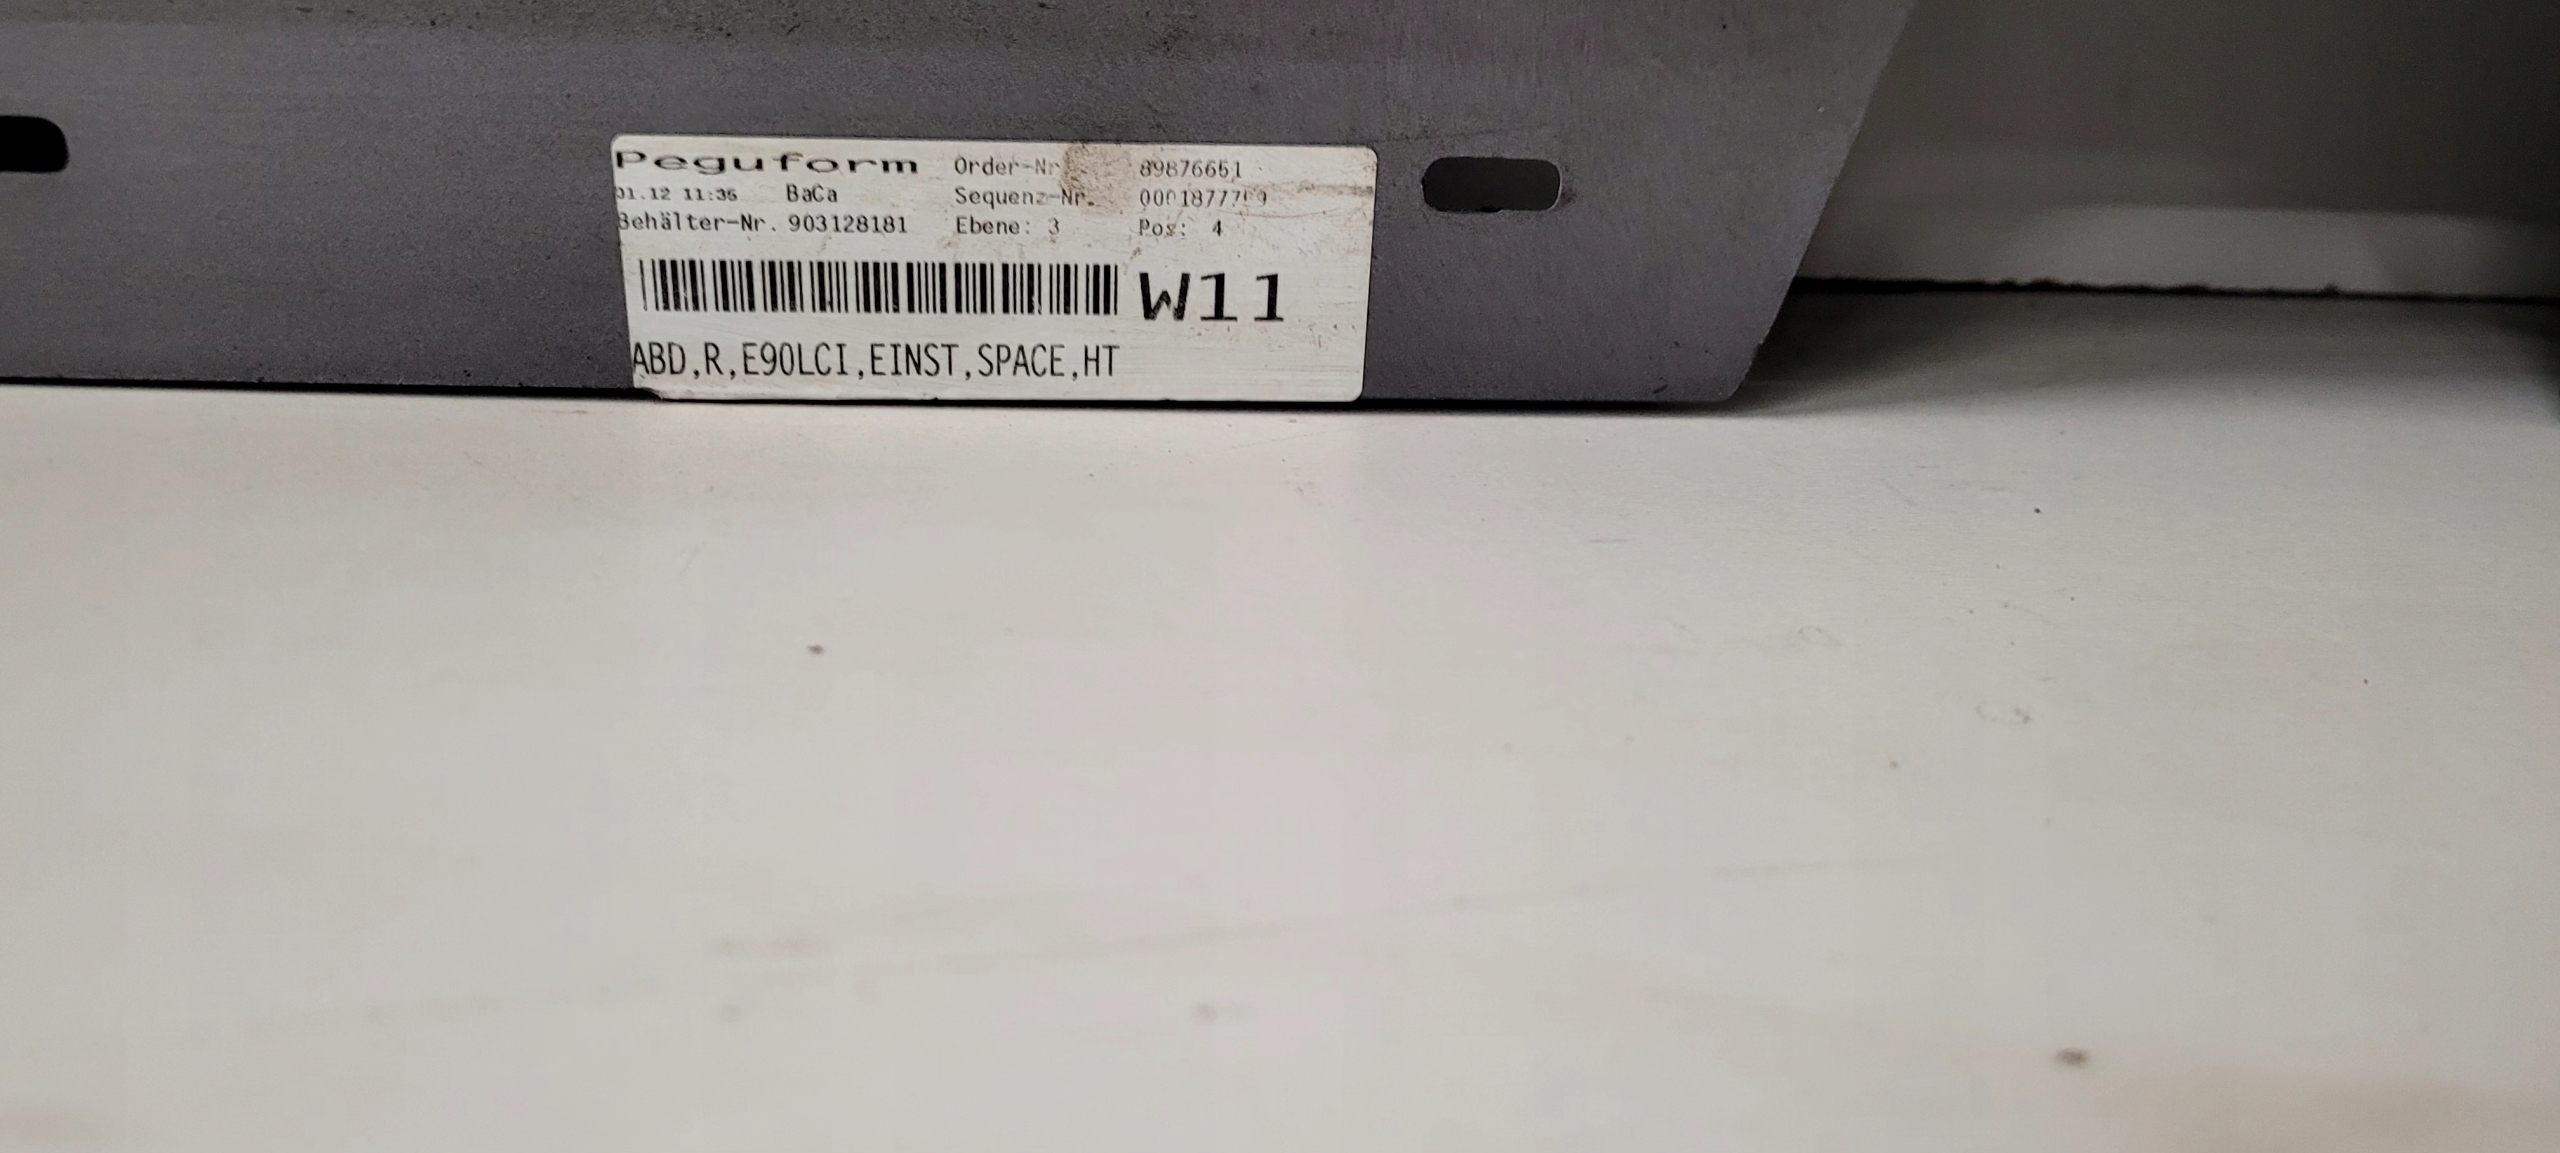 Peguform Order-Nr 89876651
01.12 11:35 BaCa Sequenz-Nr.
Behälter-Nr. 903128181 Ebene: 3 Pos: 4
W11
ABD,R,E90LCI,EINST,SPACE,HT